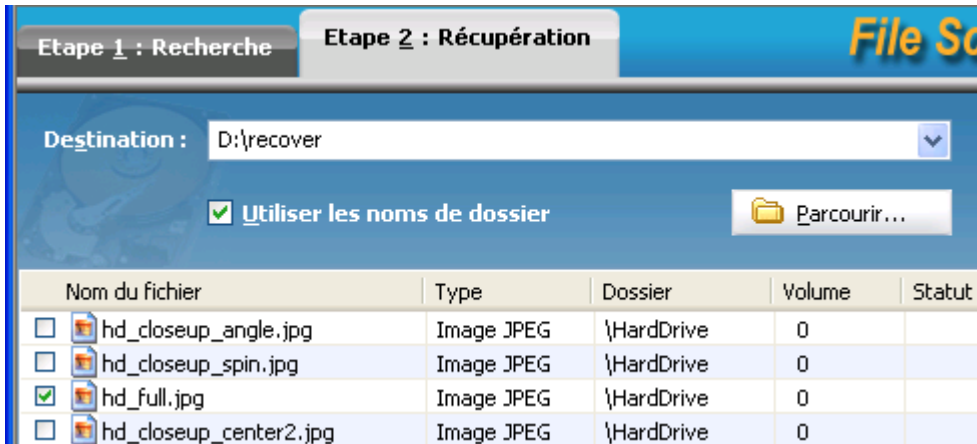 Etape 1 : Recherche Etape 2 : Récupération File Sc
Destination : D:\recover
Utiliser les noms de dossier Parcourir...
Nom du fichier Type Dossier Volume Statut
hd_closeup_angle.jpg Image JPEG \HardDrive 0
hd_closeup_spin.jpg Image JPEG \HardDrive 0
hd_full.jpg Image JPEG \HardDrive 0
hd_closeup_center2.jpg Image JPEG \HardDrive 0